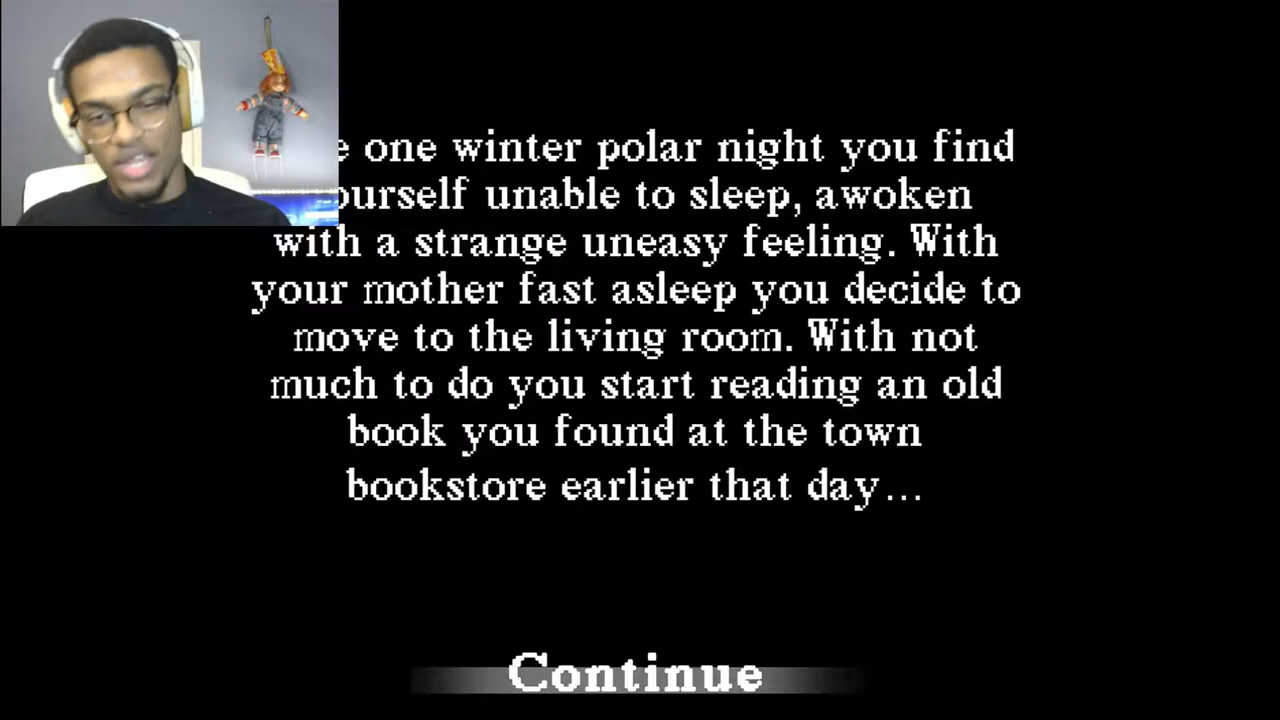 one winter polar night you find
ourself unable to sleep, awoken
with a strange uneasy feeling. With
your mother fast asleep you decide to
move to the living room. With not
much to do you start reading an old
book you found at the town
bookstore earlier that day...
Continue